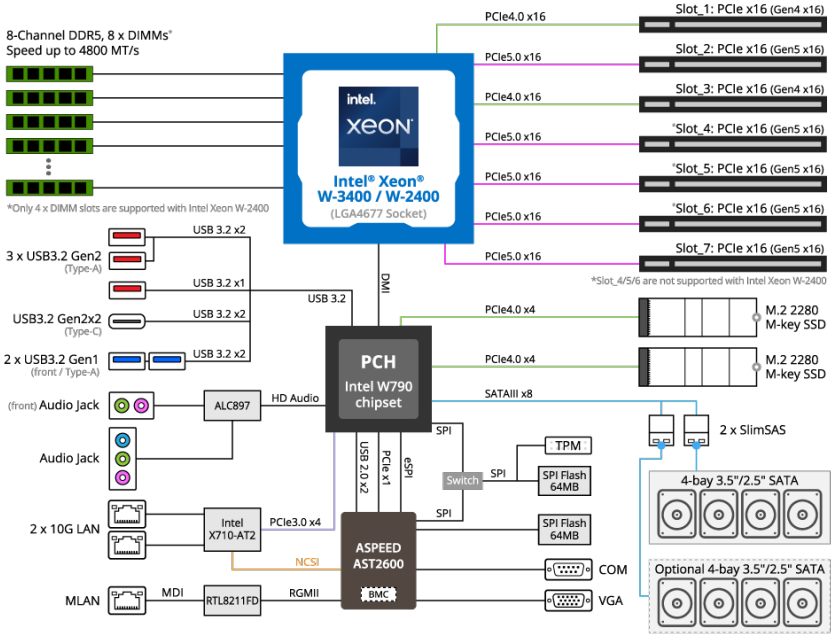 8-Channel DDR5, 8 x DIMMs*
Speed up to 4800 MT/s
*Only 4 x DIMM slots are supported with Intel Xeon W-2400
intel.
xeon®
Intel® Xeon®
W-3400 / W-2400
(LGA4677 Socket)
PCIe4.0 x16
Slot_1: PCIe x16 (Gen4 x16)
PCIe5.0 x16
Slot_2: PCIe x16 (Gen5 x16)
PCIe4.0 x16
Slot_3: PCIe x16 (Gen4 x16)
PCIe5.0 x16
*Slot_4: PCIe x16 (Gen5 x16)
PCIe5.0 x16
*Slot_5: PCIe x16 (Gen5 x16)
PCIe5.0 x16
*Slot_6: PCIe x16 (Gen5 x16)
PCIe5.0 x16
Slot_7: PCIe x16 (Gen5 x16)
*Slot_4/5/6 are not supported with Intel Xeon W-2400
3 x USB3.2 Gen2
(Type-A)
USB 3.2 x2
USB 3.2 x1
USB3.2 Gen2x2
(Type-C)
USB 3.2 x2
2 x USB3.2 Gen1
(front / Type-A)
USB 3.2 x2
USB 3.2
DMI
PCH
Intel W790
chipset
PCIe4.0 x4
M.2 2280
M-key SSD
PCIe4.0 x4
M.2 2280
M-key SSD
SATAIII x8
2 x SlimSAS
4-bay 3.5"/2.5" SATA
Optional 4-bay 3.5"/2.5" SATA
(front) Audio Jack
ALC897
HD Audio
Audio Jack
USB 2.0 x2
PCIe x1
eSPI
SPI
Switch
SPI
TPM
SPI Flash
64MB
SPI
SPI Flash
64MB
2 x 10G LAN
Intel
X710-AT2
PCIe3.0 x4
NCSI
ASPEED
AST2600
BMC
COM
VGA
MLAN
MDI
RTL8211FD
RGMII